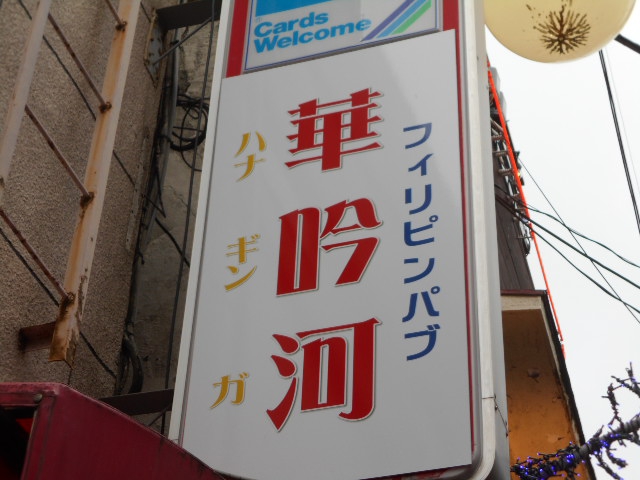 Cards
Welcome
フィリピンパブ
華吟河
ハナギンガ